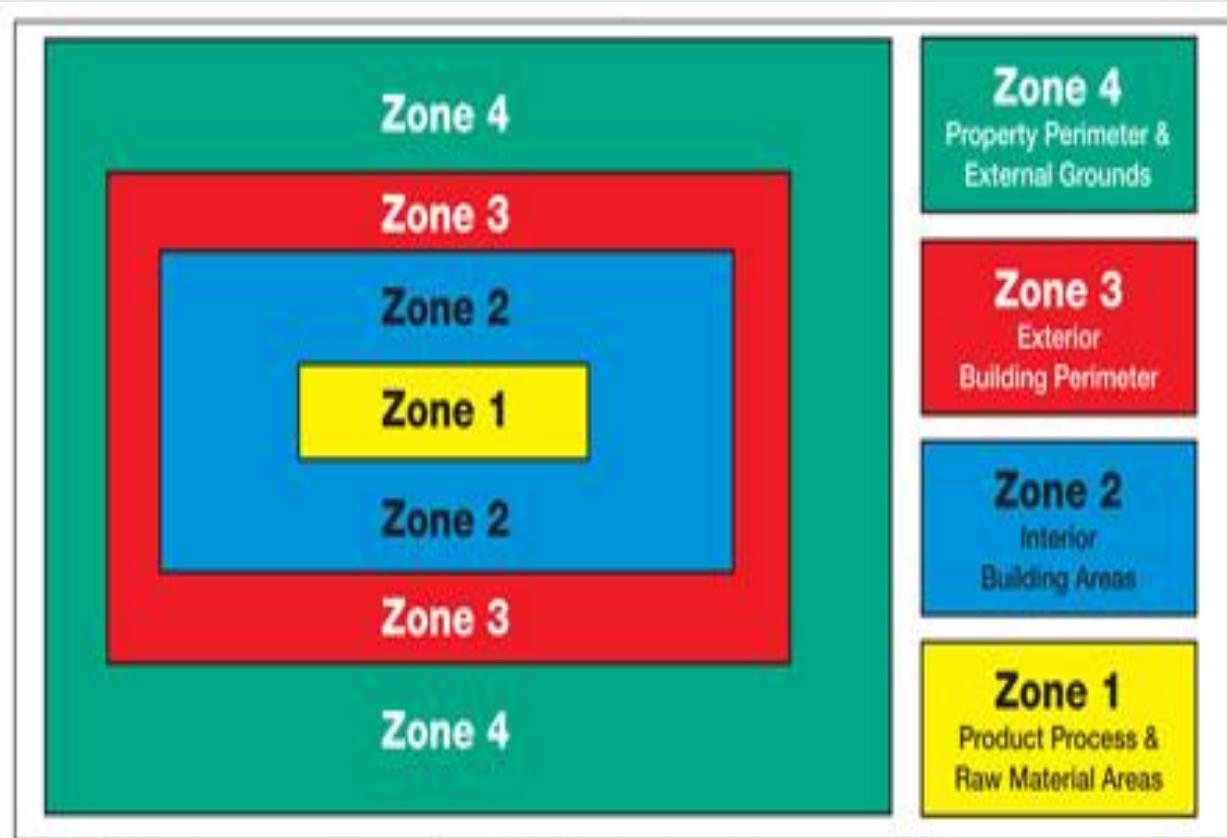 Zone 4
Zone 3
Zone 2
Zone 1
Zone 2
Zone 3
Zone 4
Zone 4
Property Perimeter &
External Grounds
Zone 3
Exterior
Building Perimeter
Zone 2
Interior
Building Areas
Zone 1
Product Process &
Raw Material Areas